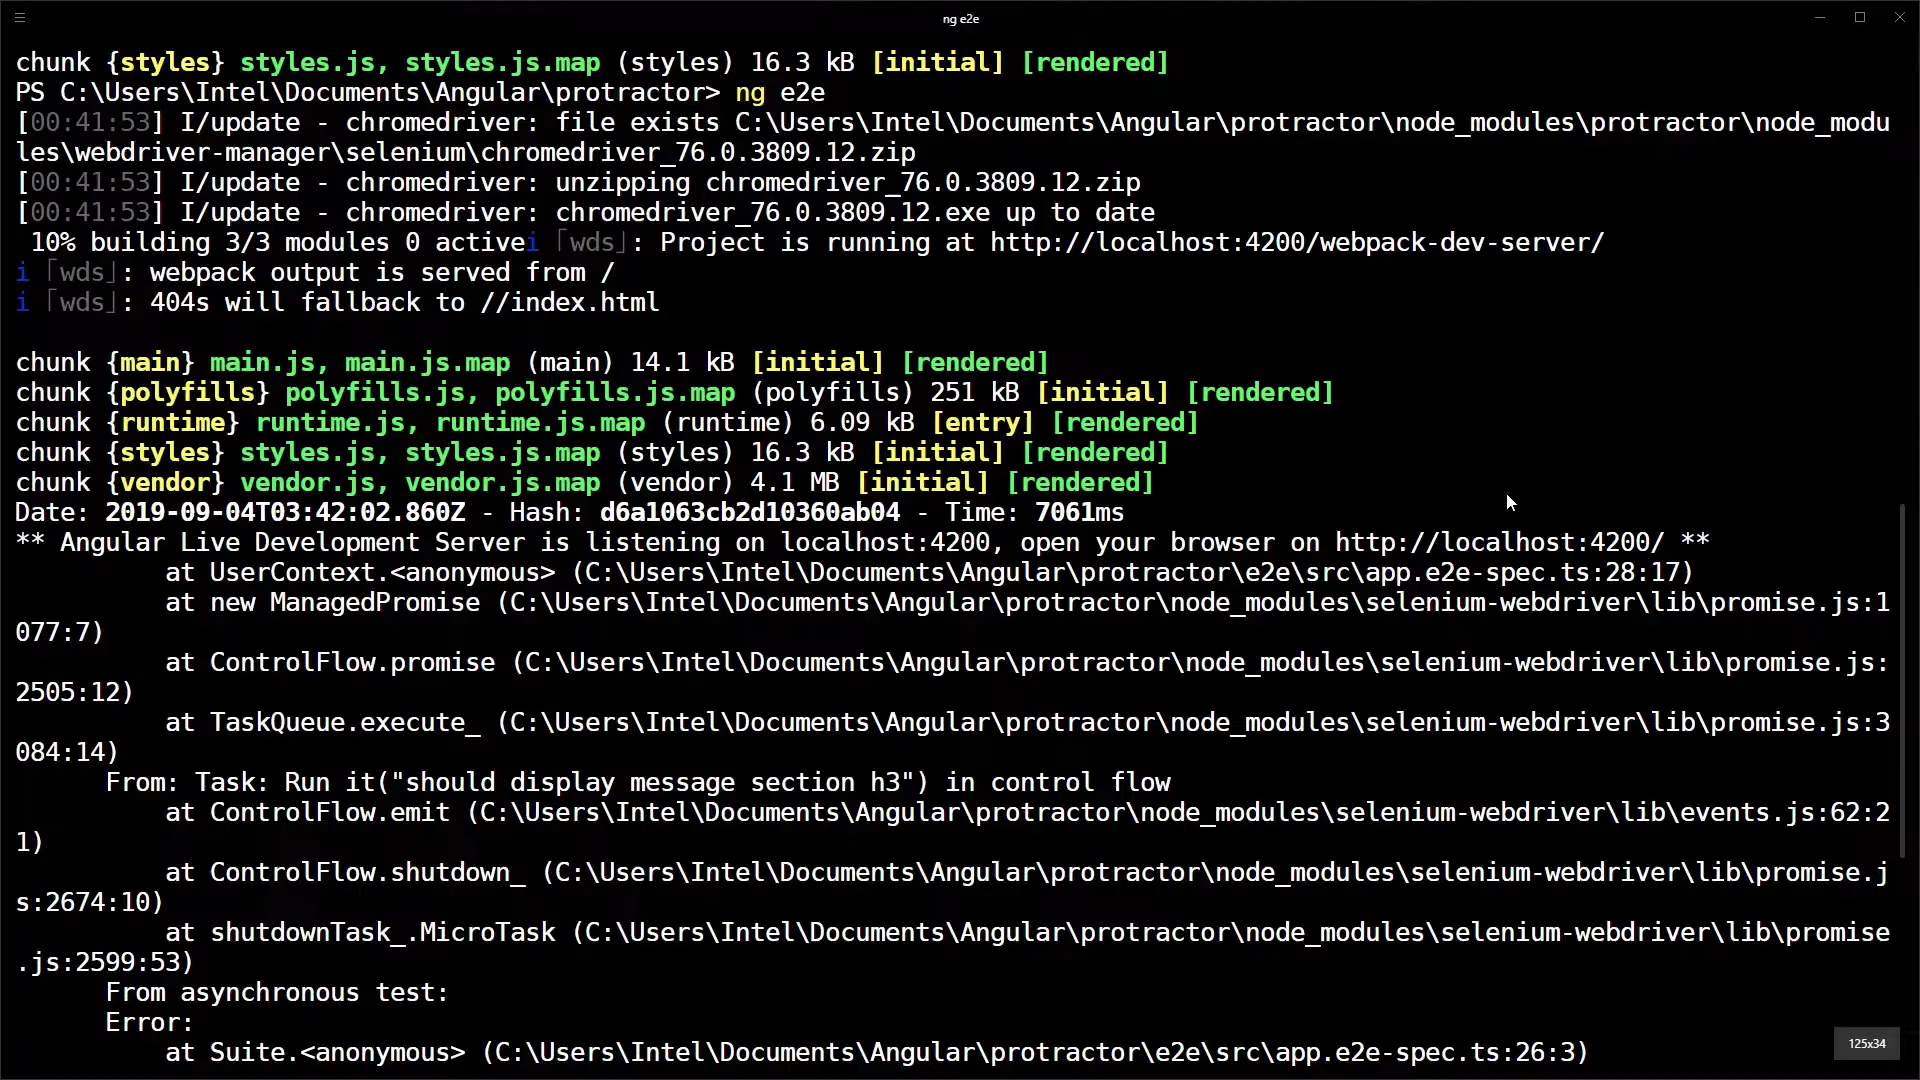 ng e2e
chunk {styles} styles.js, styles.js.map (styles) 16.3 kB [initial] [rendered]
PS C:\Users\Intel\Documents\Angular\protractor> ng e2e
[00:41:53] I/update - chromedriver: file exists C:\Users\Intel\Documents\Angular\protractor\node_modules\protractor\node_modu
les\webdriver-manager\selenium\chromedriver_76.0.3809.12.zip
[00:41:53] I/update - chromedriver: unzipping chromedriver_76.0.3809.12.zip
[00:41:53] I/update - chromedriver: chromedriver_76.0.3809.12.exe up to date
10% building 3/3 modules 0 activei ｢wds｣: Project is running at http://localhost:4200/webpack-dev-server/
i ｢wds｣: webpack output is served from /
i ｢wds｣: 404s will fallback to //index.html
chunk {main} main.js, main.js.map (main) 14.1 kB [initial] [rendered]
chunk {polyfills} polyfills.js, polyfills.js.map (polyfills) 251 kB [initial] [rendered]
chunk {runtime} runtime.js, runtime.js.map (runtime) 6.09 kB [entry] [rendered]
chunk {styles} styles.js, styles.js.map (styles) 16.3 kB [initial] [rendered]
chunk {vendor} vendor.js, vendor.js.map (vendor) 4.1 MB [initial] [rendered]
Date: 2019-09-04T03:42:02.860Z - Hash: d6a1063cb2d10360ab04 - Time: 7061ms
** Angular Live Development Server is listening on localhost:4200, open your browser on http://localhost:4200/ **
at UserContext.<anonymous> (C:\Users\Intel\Documents\Angular\protractor\e2e\src\app.e2e-spec.ts:28:17)
at new ManagedPromise (C:\Users\Intel\Documents\Angular\protractor\node_modules\selenium-webdriver\lib\promise.js:1
077:7)
at ControlFlow.promise (C:\Users\Intel\Documents\Angular\protractor\node_modules\selenium-webdriver\lib\promise.js:
2505:12)
at TaskQueue.execute_ (C:\Users\Intel\Documents\Angular\protractor\node_modules\selenium-webdriver\lib\promise.js:3
084:14)
From: Task: Run it("should display message section h3") in control flow
at ControlFlow.emit (C:\Users\Intel\Documents\Angular\protractor\node_modules\selenium-webdriver\lib\events.js:62:2
1)
at ControlFlow.shutdown_ (C:\Users\Intel\Documents\Angular\protractor\node_modules\selenium-webdriver\lib\promise.j
s:2674:10)
at shutdownTask_.MicroTask (C:\Users\Intel\Documents\Angular\protractor\node_modules\selenium-webdriver\lib\promise
.js:2599:53)
From asynchronous test:
Error:
at Suite.<anonymous> (C:\Users\Intel\Documents\Angular\protractor\e2e\src\app.e2e-spec.ts:26:3)
125x34